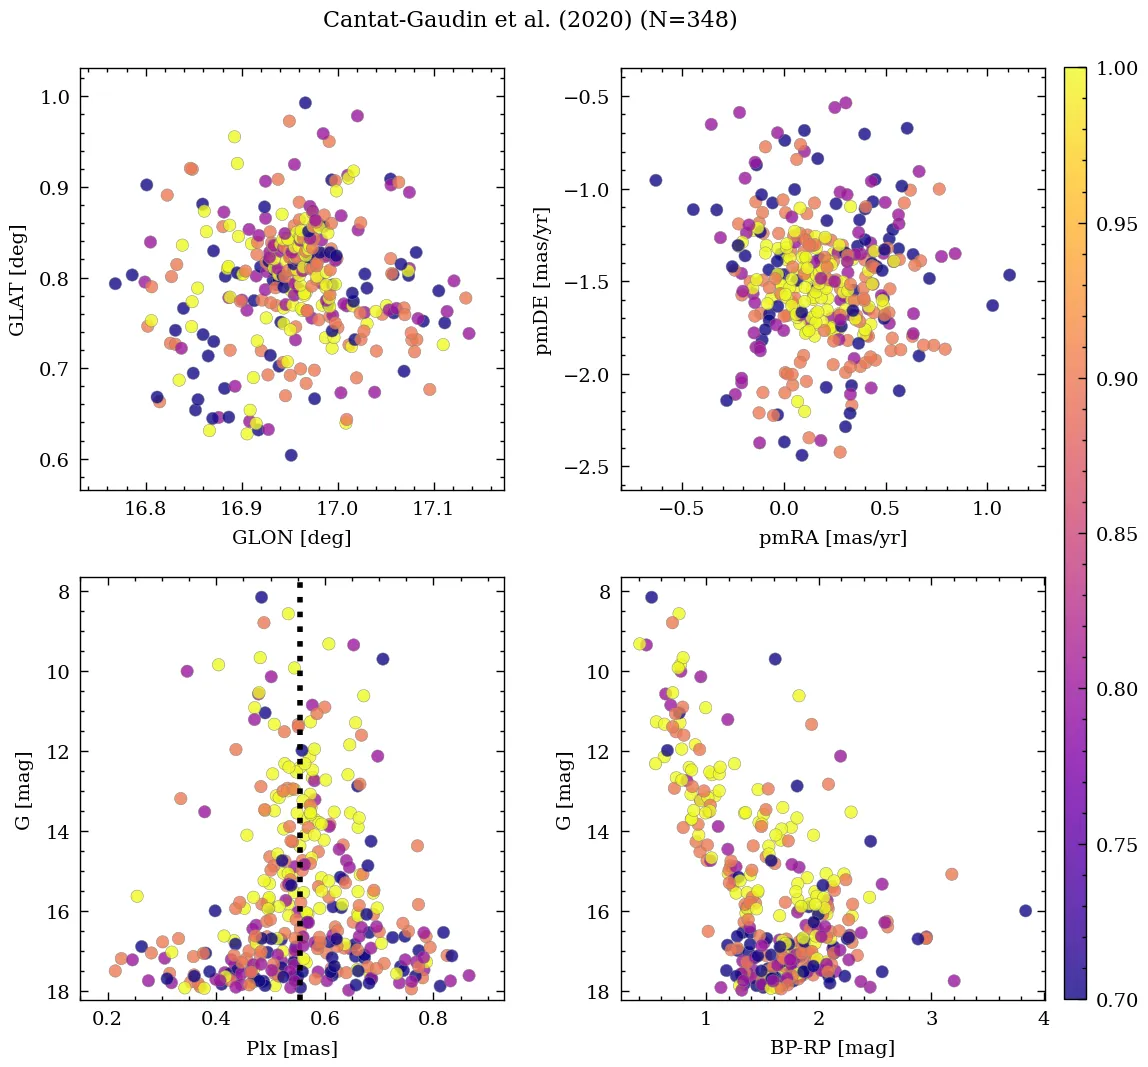 Cantat-Gaudin et al. (2020) (N=348)
1.0
0.9
0.8
0.7
0.6
GLAT [deg]
16.8 16.9 17.0 17.1
GLON [deg]
−0.5
−1.0
−1.5
−2.0
−2.5
pmDE [mas/yr]
−0.5 0.0 0.5 1.0
pmRA [mas/yr]
8
10
12
14
16
18
G [mag]
0.2 0.4 0.6 0.8
Plx [mas]
8
10
12
14
16
18
G [mag]
1 2 3 4
BP-RP [mag]
1.00
0.95
0.90
0.85
0.80
0.75
0.70